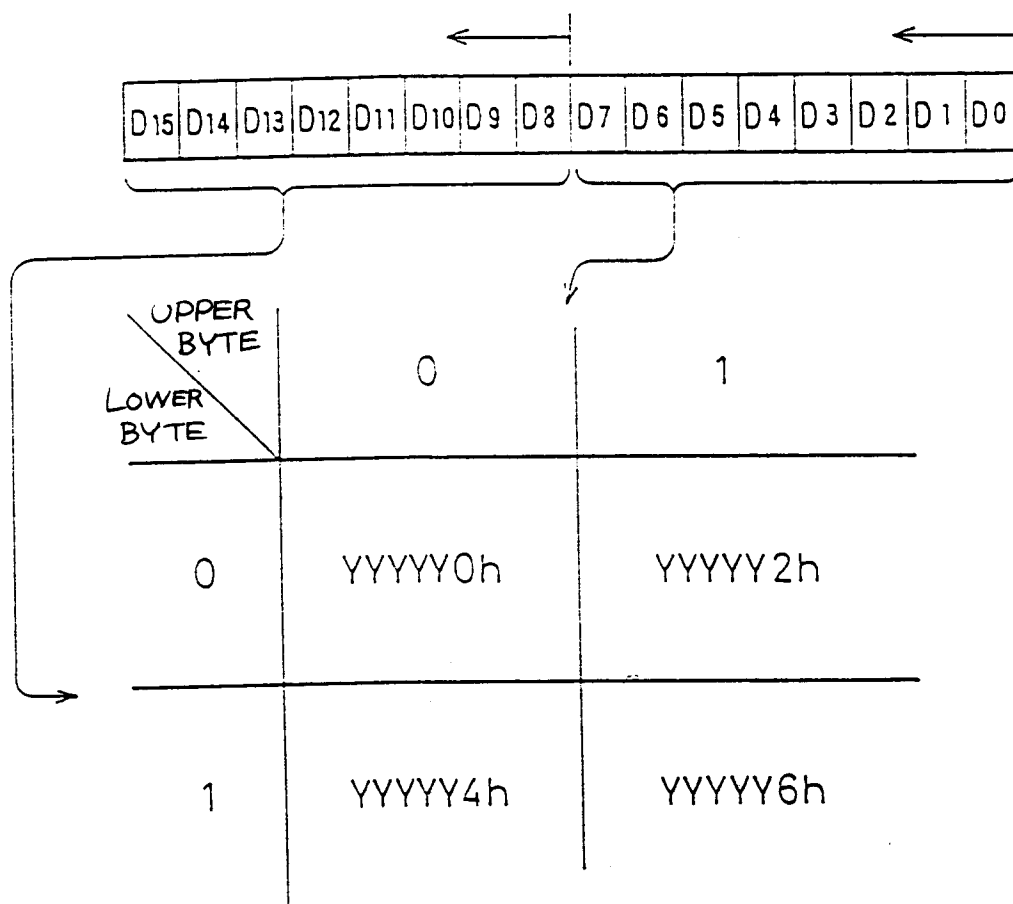 D15 D14 D13 D12 D11 D10 D9 D8 D7 D6 D5 D4 D3 D2 D1 D0
UPPER
BYTE
LOWER
BYTE
0 1
0 YYYYY0h YYYYY2h
1 YYYYY4h YYYYY6h